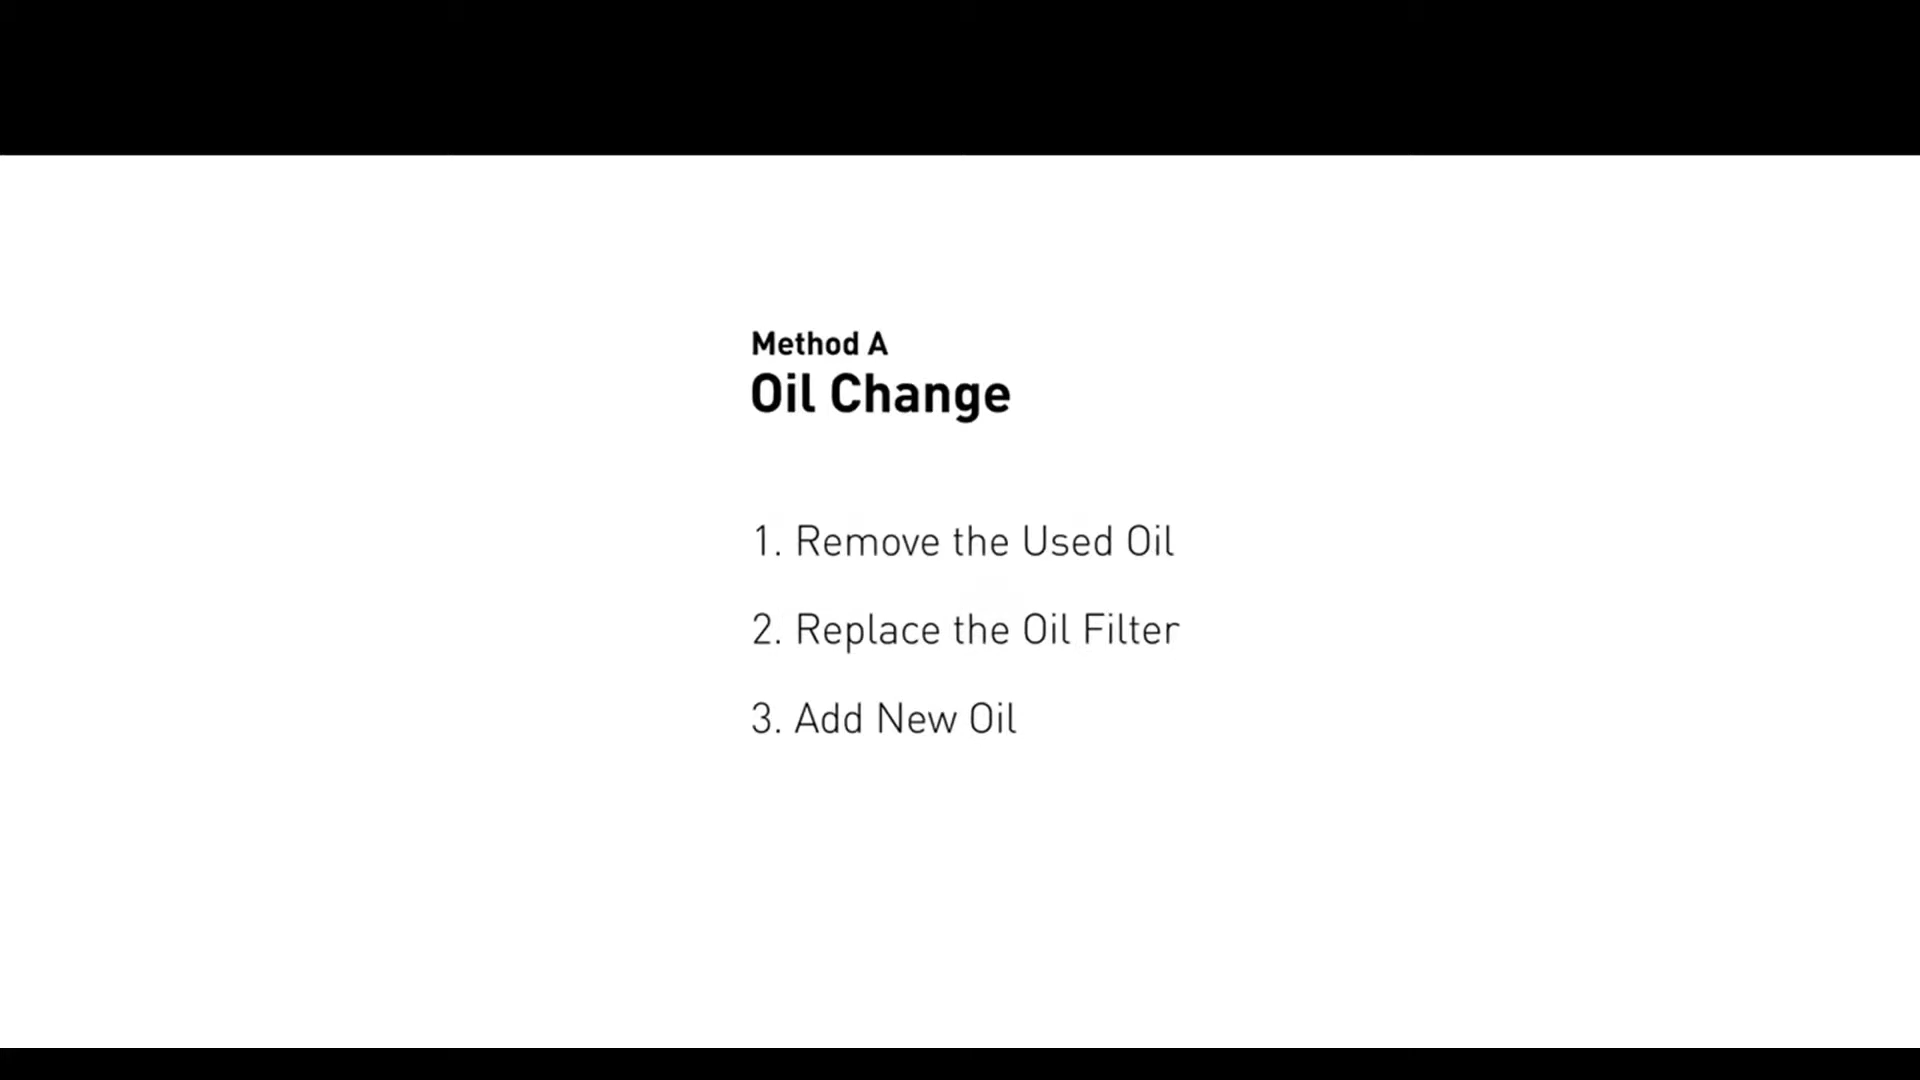 Method A
Oil Change
1. Remove the Used Oil
2. Replace the Oil Filter
3. Add New Oil